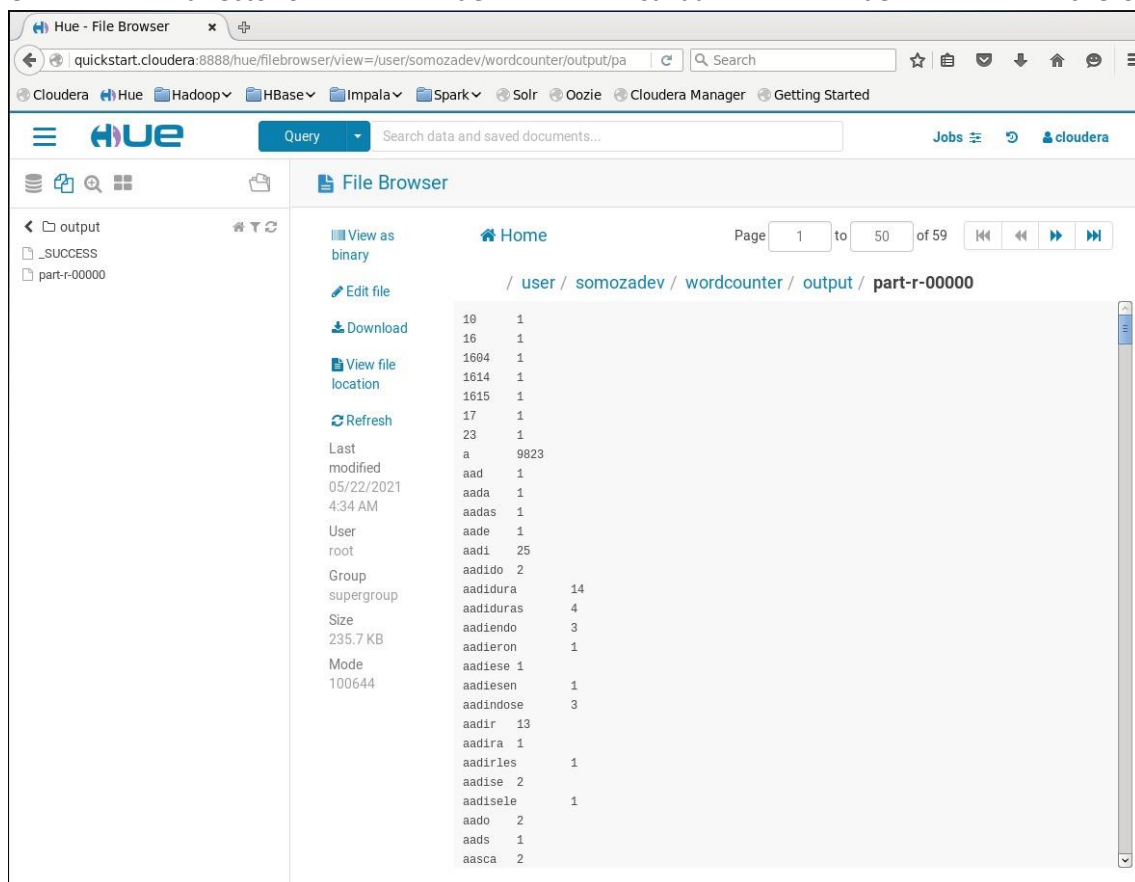 Hue - File Browser
quickstart.cloudera:8888/hue/filebrowser/view=/user/somozadev/wordcounter/output/pa Search
Cloudera Hue Hadoop HBase Impala Spark Solr Oozie Cloudera Manager Getting Started
HUE Query Search data and saved documents... Jobs cloudera
File Browser
output
_SUCCESS
part-r-00000
View as
binary
Edit file
Download
View file
location
Refresh
Last
modified
05/22/2021
4:34 AM
User
root
Group
supergroup
Size
235.7 KB
Mode
100644
Home Page 1 to 50 of 59
/ user / somozadev / wordcounter / output / part-r-00000
10 1
16 1
1604 1
1614 1
1615 1
17 1
23 1
a 9823
aad 1
aada 1
aadas 1
aade 1
aadi 25
aadido 2
aadidura 14
aadiduras 4
aadiendo 3
aadieron 1
aadiese 1
aadiesen 1
aadindose 3
aadir 13
aadira 1
aadirles 1
aadise 2
aadisele 1
aado 2
aads 1
aasca 2